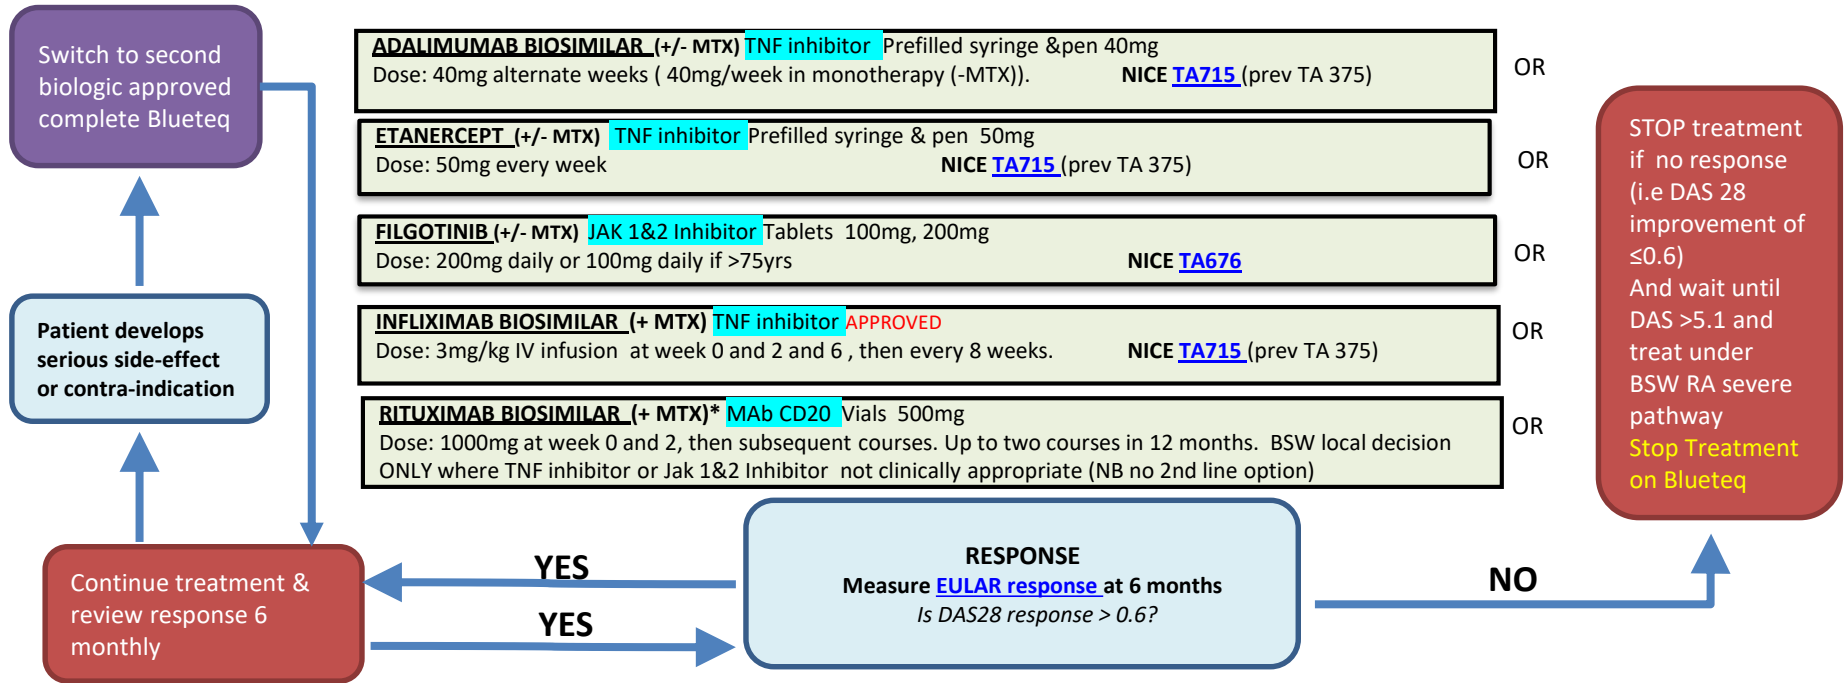 Switch to second
biologic approved
complete Blueteq
Patient develops
serious side-effect
or contra-indication
Continue treatment &
review response 6
monthly
ADALIMUMAB BIOSIMILAR (+/- MTX) TNF inhibitor Prefilled syringe &pen 40mg
Dose: 40mg alternate weeks ( 40mg/week in monotherapy (-MTX)). NICE TA715 (prev TA 375)
OR
ETANERCEPT (+/- MTX) TNF inhibitor Prefilled syringe & pen 50mg
Dose: 50mg every week NICE TA715 (prev TA 375)
OR
FILGOTINIB (+/- MTX) JAK 1&2 Inhibitor Tablets 100mg, 200mg
Dose: 200mg daily or 100mg daily if >75yrs NICE TA676
OR
INFLIXIMAB BIOSIMILAR (+ MTX) TNF inhibitor APPROVED
Dose: 3mg/kg IV infusion at week 0 and 2 and 6 , then every 8 weeks. NICE TA715 (prev TA 375)
OR
RITUXIMAB BIOSIMILAR (+ MTX)* MAb CD20 Vials 500mg
Dose: 1000mg at week 0 and 2, then subsequent courses. Up to two courses in 12 months. BSW local decision
ONLY where TNF inhibitor or Jak 1&2 Inhibitor not clinically appropriate (NB no 2nd line option)
OR
YES
YES
RESPONSE
Measure EULAR response at 6 months
Is DAS28 response > 0.6?
NO
STOP treatment
if no response
(i.e DAS 28
improvement of
≤0.6)
And wait until
DAS >5.1 and
treat under
BSW RA severe
pathway
Stop Treatment
on Blueteq